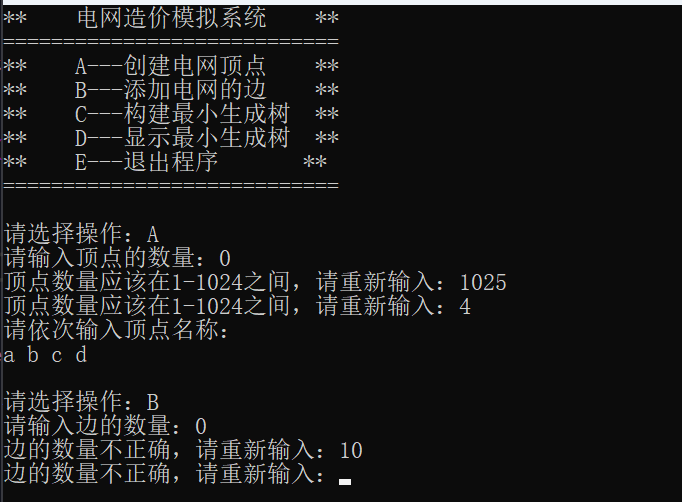 **    电网造价模拟系统    **
============================
**    A---创建电网顶点    **
**    B---添加电网的边    **
**    C---构建最小生成树  **
**    D---显示最小生成树  **
**    E---退出程序       **
============================
请选择操作：A
请输入顶点的数量：0
顶点数量应该在1-1024之间，请重新输入：1025
顶点数量应该在1-1024之间，请重新输入：4
请依次输入顶点名称：
a b c d
请选择操作：B
请输入边的数量：0
边的数量不正确，请重新输入：10
边的数量不正确，请重新输入：